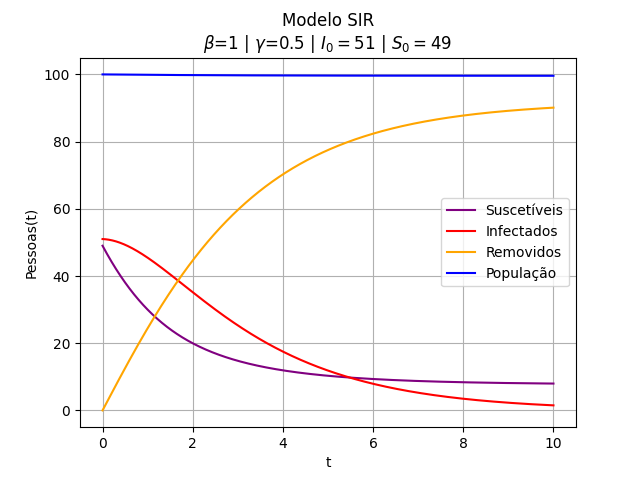 Modelo SIR
β=1 | γ=0.5 | I₀ = 51 | S₀ = 49
100
80
60
40
20
0
Pessoas(t)
Suscetíveis
Infectados
Removidos
População
0 2 4 6 8 10
t